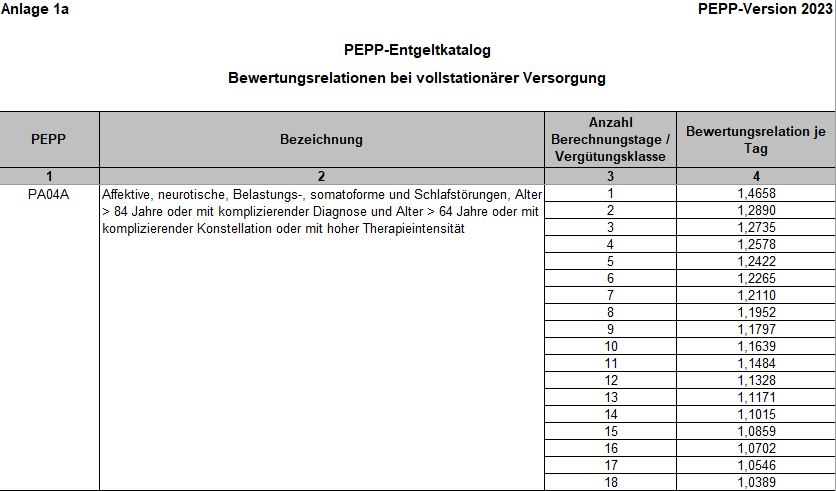 Anlage 1a PEPP-Version 2023
PEPP-Entgeltkatalog
Bewertungsrelationen bei vollstationärer Versorgung
PEPP Bezeichnung Anzahl Berechnungstage / Vergütungsklasse Bewertungsrelation je Tag
1 2 3 4
PA04A Affektive, neurotische, Belastungs-, somatoforme und Schlafstörungen, Alter 1 1,4658
> 84 Jahre oder mit komplizierender Diagnose und Alter > 64 Jahre oder mit 2 1,2890
komplizierender Konstellation oder mit hoher Therapieintensität 3 1,2735
4 1,2578
5 1,2422
6 1,2265
7 1,2110
8 1,1952
9 1,1797
10 1,1639
11 1,1484
12 1,1328
13 1,1171
14 1,1015
15 1,0859
16 1,0702
17 1,0546
18 1,0389